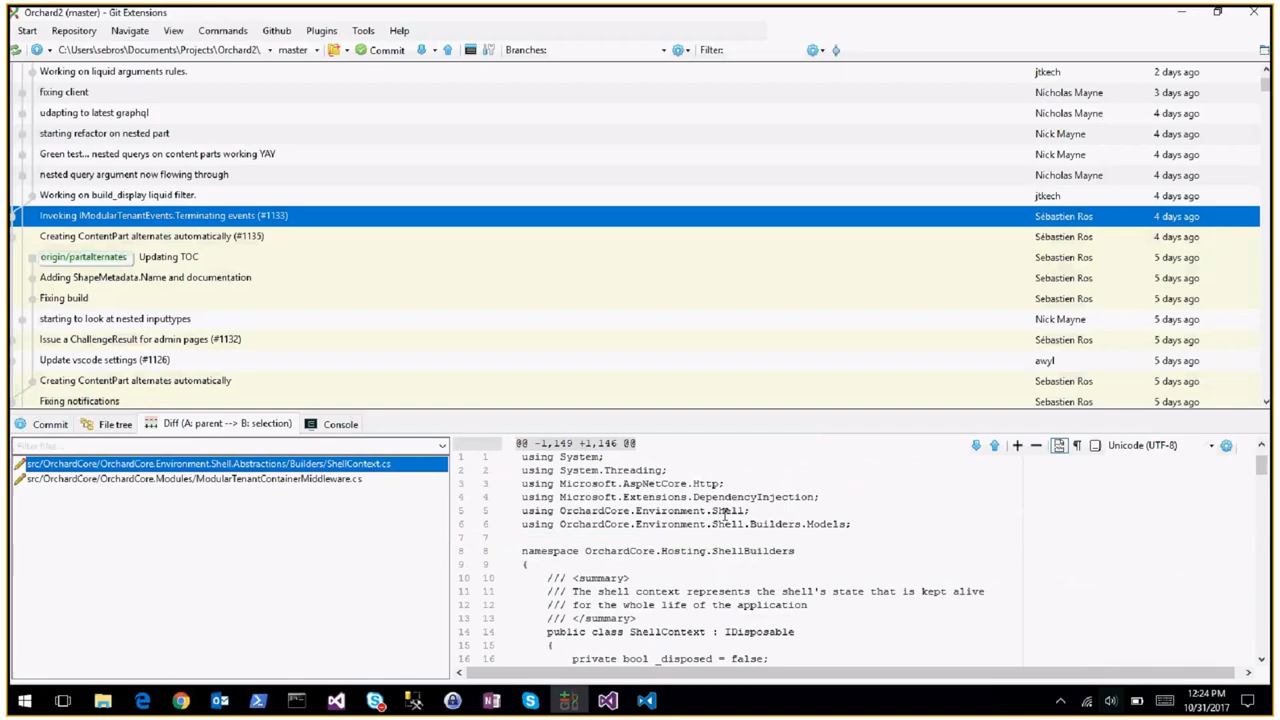 Orchard2 (master) - Git Extensions
Start Repository Navigate View Commands Github Plugins Tools Help
C:\Users\sebros\Documents\Projects\Orchard2\ master Commit Branches: Filter:
Working on liquid arguments rules. jtkech 2 days ago
fixing client Nicholas Mayne 3 days ago
udapting to latest graphql Nicholas Mayne 4 days ago
starting refactor on nested part Nick Mayne 4 days ago
Green test... nested querys on content parts working YAY Nick Mayne 4 days ago
nested query argument now flowing through Nicholas Mayne 4 days ago
Working on build_display liquid filter. jtkech 4 days ago
Invoking IModularTenantEvents.Terminating events (#1133) Sébastien Ros 4 days ago
Creating ContentPart alternates automatically (#1135) Sébastien Ros 4 days ago
origin/partalternates Updating TOC Sebastien Ros 5 days ago
Adding ShapeMetadata.Name and documentation Sebastien Ros 5 days ago
Fixing build Sebastien Ros 5 days ago
starting to look at nested inputtypes Nick Mayne 5 days ago
Issue a ChallengeResult for admin pages (#1132) Sébastien Ros 5 days ago
Update vscode settings (#1126) awyl 5 days ago
Creating ContentPart alternates automatically Sebastien Ros 5 days ago
Fixing notifications Sebastien Ros 5 days ago
Commit File tree Diff (A: parent --> B: selection) Console
Filter files...
src/OrchardCore/OrchardCore.Environment.Shell.Abstractions/Builders/ShellContext.cs
src/OrchardCore/OrchardCore.Modules/ModularTenantContainerMiddleware.cs
@@ -1,149 +1,146 @@ Unicode (UTF-8)
1 1 using System;
2 2 using System.Threading;
3 3 using Microsoft.AspNetCore.Http;
4 4 using Microsoft.Extensions.DependencyInjection;
5 5 using OrchardCore.Environment.Shell;
6 6 using OrchardCore.Environment.Shell.Builders.Models;
7 7
8 8 namespace OrchardCore.Hosting.ShellBuilders
9 9 {
10 10 /// <summary>
11 11 /// The shell context represents the shell's state that is kept alive
12 12 /// for the whole life of the application
13 13 /// </summary>
14 14 public class ShellContext : IDisposable
15 15 {
16 16 private bool _disposed = false;
12:24 PM
10/31/2017